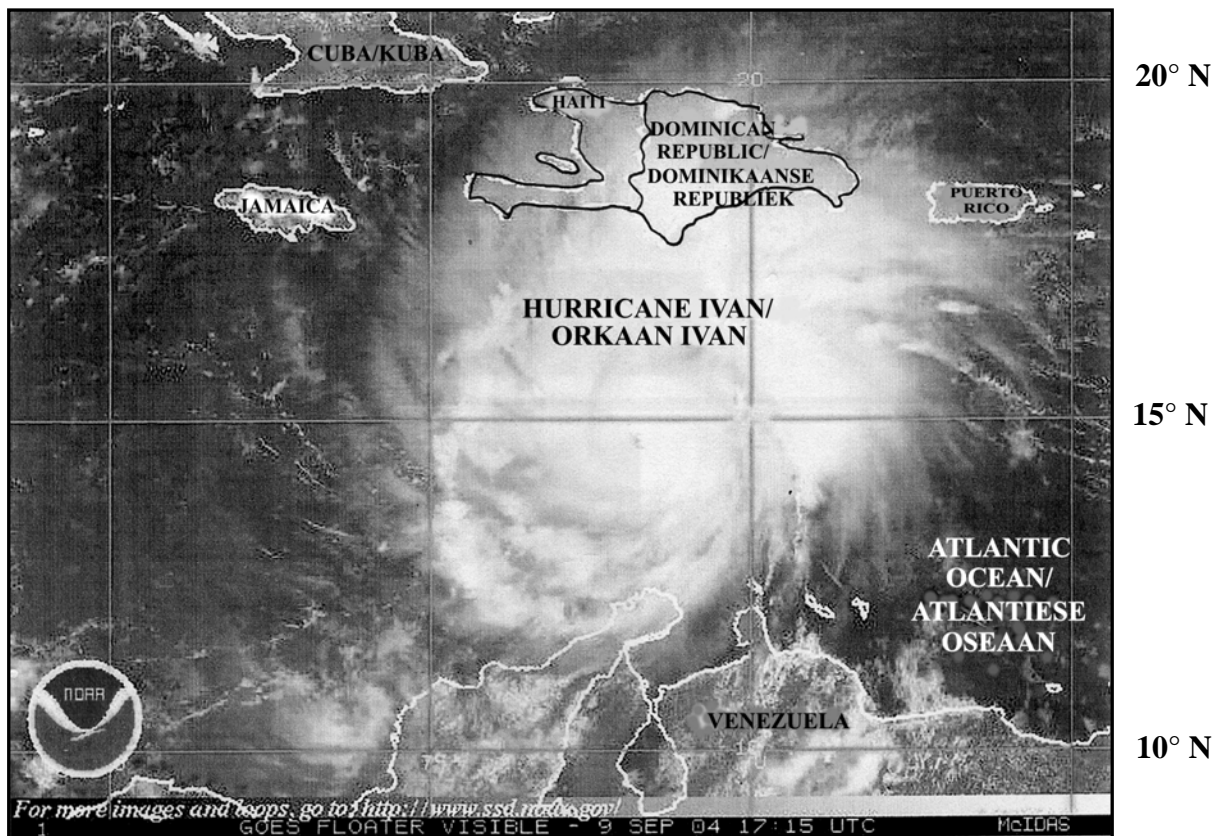 CUBA/KUBA
20° N
20
HAITI
DOMINICAN
REPUBLIC/
DOMINIKAANSE
REPUBLIEK
JAMAICA
PUERTO
RICO
HURRICANE IVAN/
ORKAAN IVAN
15° N
ATLANTIC
OCEAN/
ATLANTIESE
OSEAAN
NOAA
VENEZUELA
10° N
For more images and loops, go to: http://www.ssd.noaa.gov/
1 GOES FLOATER VISIBLE - 9 SEP 04 17:15 UTC McIDAS